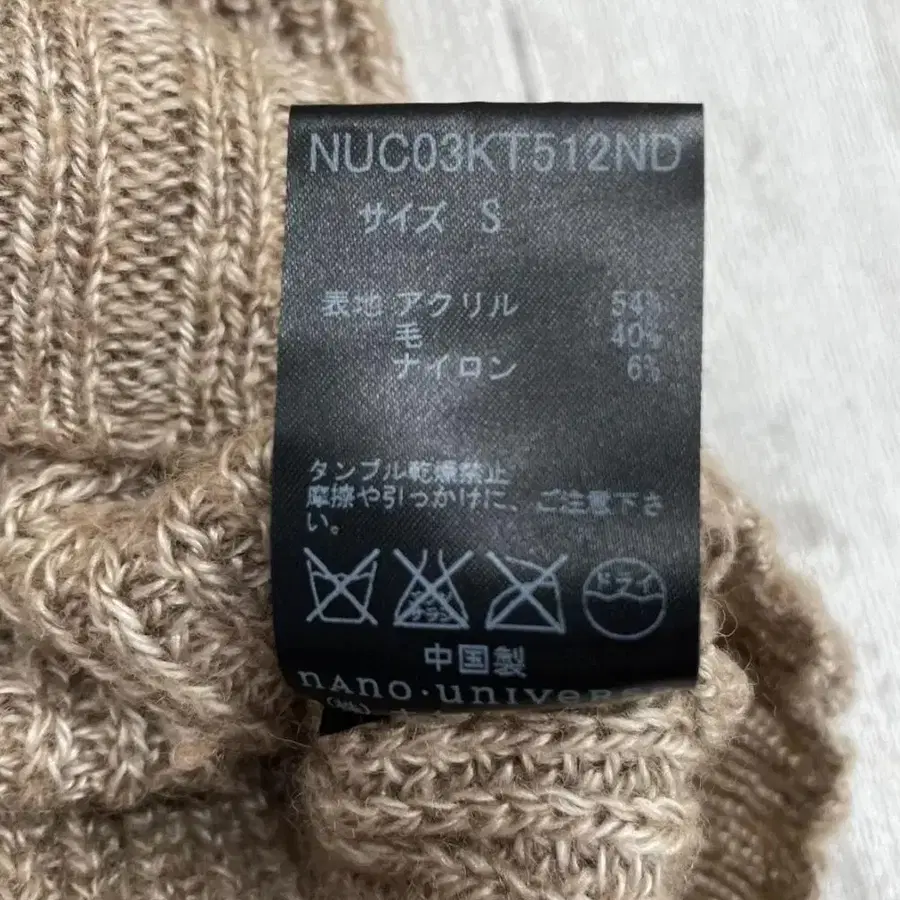 NUC03KT512ND
サイズ S
表地 アクリル 54%
毛 40%
ナイロン 6%
タンブル乾燥禁止
摩擦や引っかけに、ご注意下さ
い。
ドライ
中国製
nano・univers